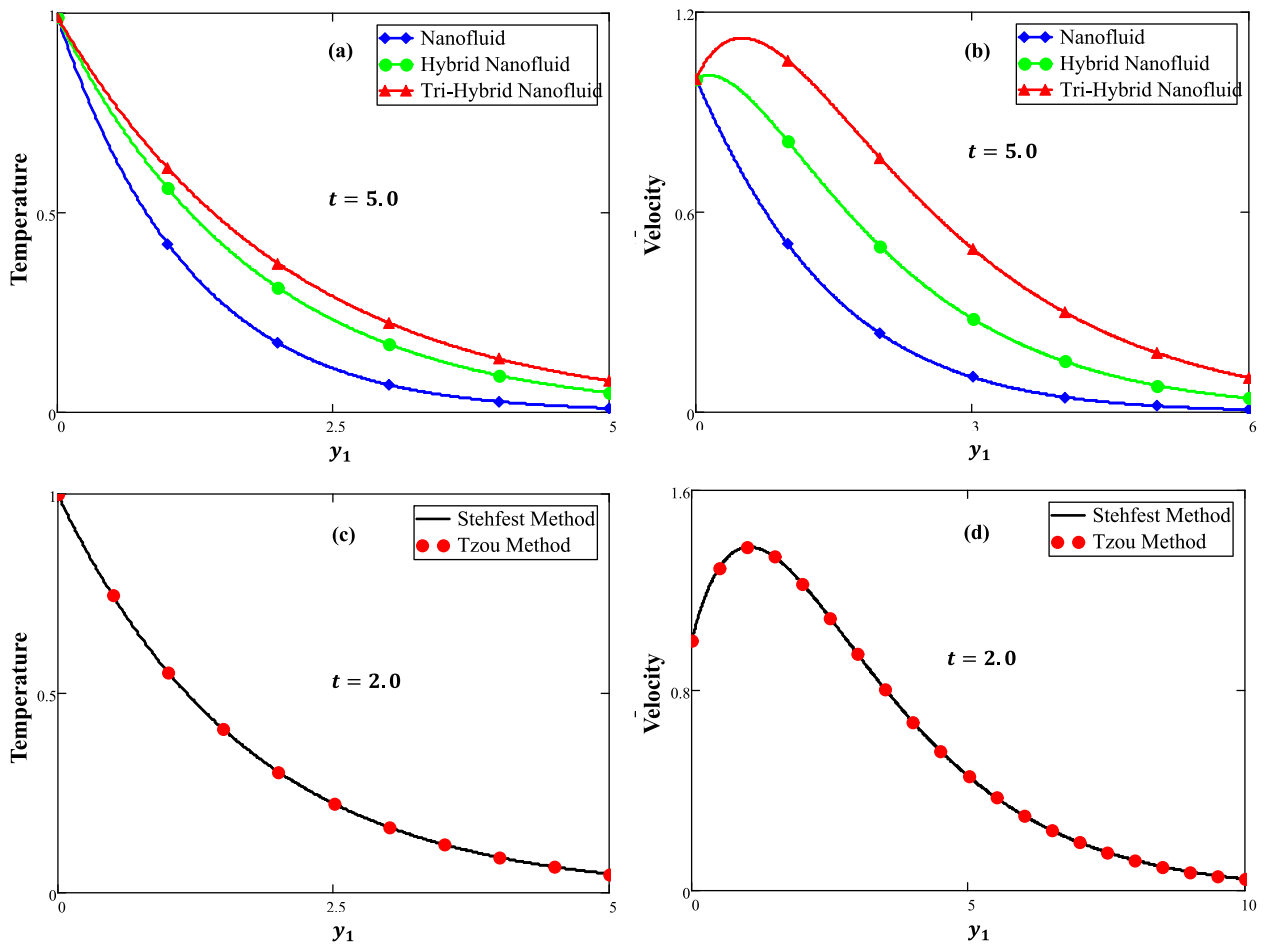 1
(a)
Nanofluid
Hybrid Nanofluid
Tri-Hybrid Nanofluid
Temperature
t = 5.0
0.5
0
0
2.5
5
y₁
1.2
(b)
Nanofluid
Hybrid Nanofluid
Tri-Hybrid Nanofluid
Velocity
t = 5.0
0.6
0
0
3
6
y₁
1
(c)
Stehfest Method
Tzou Method
Temperature
t = 2.0
0.5
0
0
2.5
5
y₁
1.6
(d)
Stehfest Method
Tzou Method
Velocity
t = 2.0
0.8
0
0
5
10
y₁